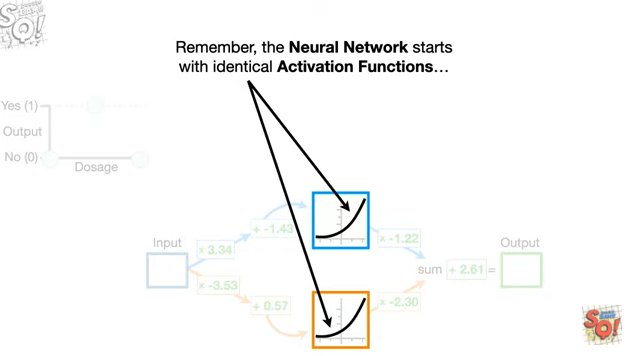 Remember, the Neural Network starts
with identical Activation Functions…
Yes (1)
Output
No (0)
Dosage
+ -1.43
Input
x 3.34
x -1.22
Output
sum + 2.61 =
x -3.53
+ 0.57
x -2.30
SQ!